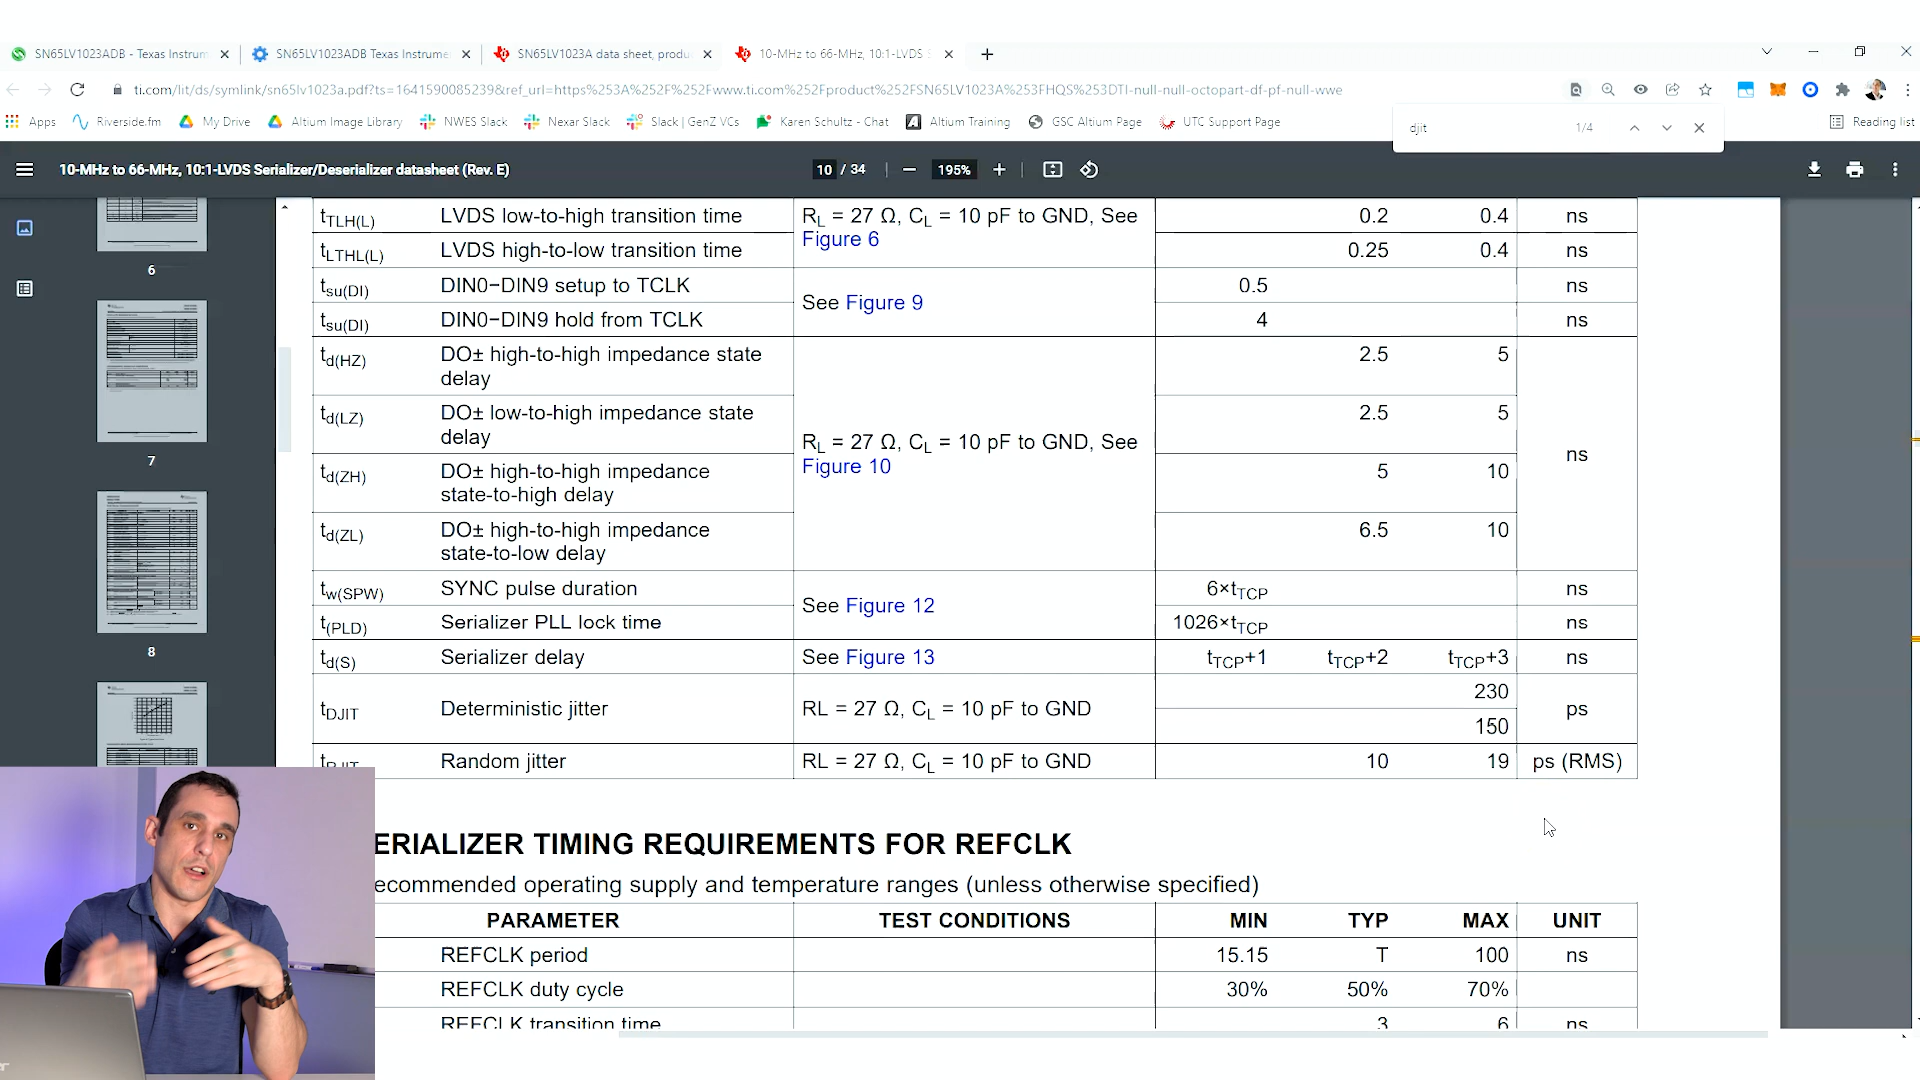 SN65LV1023ADB - Texas Instrum
SN65LV1023ADB Texas Instrume
SN65LV1023A data sheet, produ
10-MHz to 66-MHz, 10:1-LVDS S
ti.com/lit/ds/symlink/sn65lv1023a.pdf?ts=1641590085239&ref_url=https%253A%252F%252Fwww.ti.com%252Fproduct%252FSN65LV1023A%253FHQS%253DTI-null-null-octopart-df-pf-null-wwe
Apps Riverside.fm My Drive Altium Image Library NWES Slack Nexar Slack Slack | GenZ VCs Karen Schultz - Chat Altium Training GSC Altium Page UTC Support Page Reading list
djit 1/4
10-MHz to 66-MHz, 10:1-LVDS Serializer/Deserializer datasheet (Rev. E) 10 / 34 195%
6
7
8
tTLH(L) LVDS low-to-high transition time RL = 27 Ω, CL = 10 pF to GND, See Figure 6 0.2 0.4 ns
tLTHL(L) LVDS high-to-low transition time 0.25 0.4 ns
tsu(DI) DIN0−DIN9 setup to TCLK See Figure 9 0.5 ns
tsu(DI) DIN0−DIN9 hold from TCLK 4 ns
td(HZ) DO± high-to-high impedance state delay 2.5 5
td(LZ) DO± low-to-high impedance state delay RL = 27 Ω, CL = 10 pF to GND, See Figure 10 2.5 5 ns
td(ZH) DO± high-to-high impedance state-to-high delay 5 10
td(ZL) DO± high-to-high impedance state-to-low delay 6.5 10
tw(SPW) SYNC pulse duration See Figure 12 6×tTCP ns
t(PLD) Serializer PLL lock time 1026×tTCP ns
td(S) Serializer delay See Figure 13 tTCP+1 tTCP+2 tTCP+3 ns
tDJIT Deterministic jitter RL = 27 Ω, CL = 10 pF to GND 230 150 ps
Random jitter RL = 27 Ω, CL = 10 pF to GND 10 19 ps (RMS)
ERIALIZER TIMING REQUIREMENTS FOR REFCLK
ecommended operating supply and temperature ranges (unless otherwise specified)
PARAMETER TEST CONDITIONS MIN TYP MAX UNIT
REFCLK period 15.15 T 100 ns
REFCLK duty cycle 30% 50% 70%
REFCLK transition time 3 6 ns